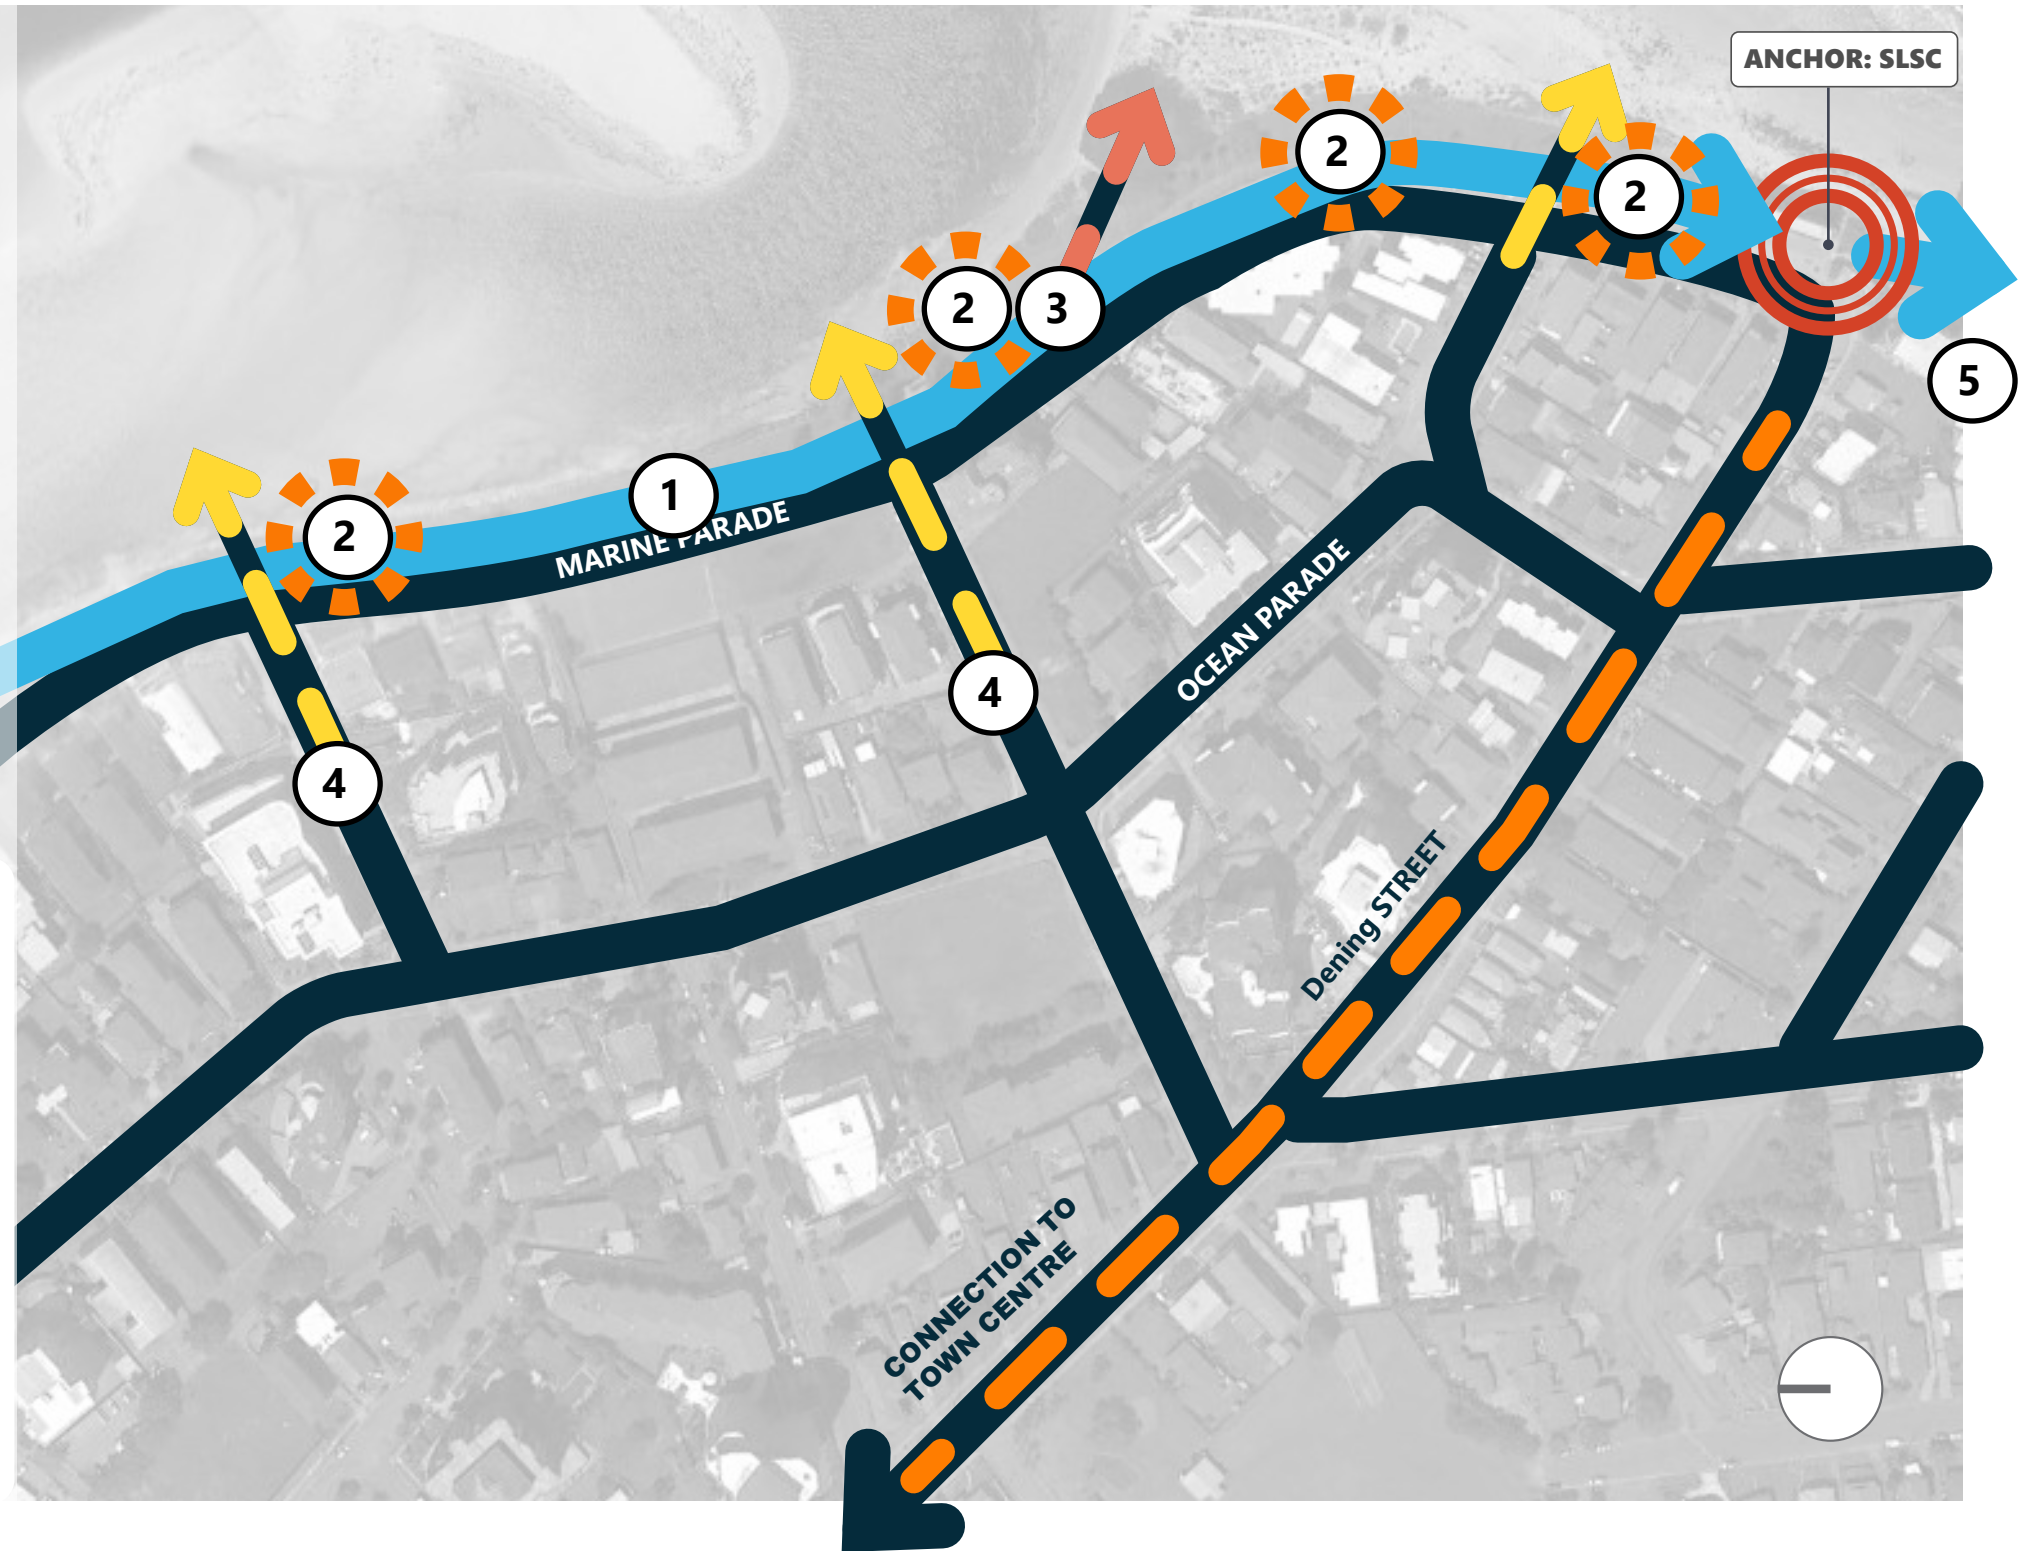 ANCHOR: SLSC
2
2
2
3
5
1
2
MARINE PARADE
OCEAN PARADE
4
4
Dening STREET
CONNECTION TO
TOWN CENTRE